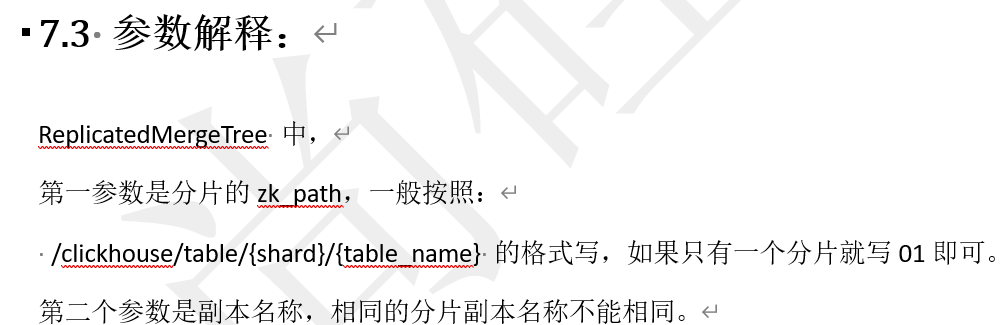 7.3 参数解释：
ReplicatedMergeTree 中，
第一参数是分片的 zk_path，一般按照：
/clickhouse/table/{shard}/{table_name} 的格式写，如果只有一个分片就写 01 即可。
第二个参数是副本名称，相同的分片副本名称不能相同。